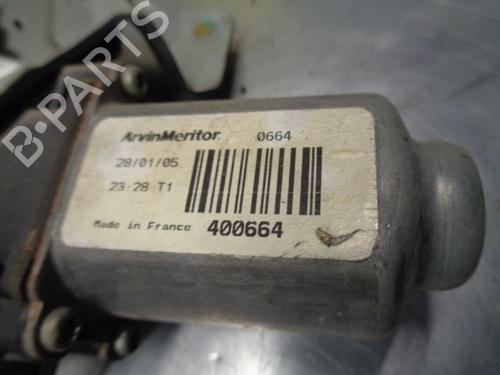 ArvinMeritor 0664
28/01/05
23:28 T1
Made in France 400664
B-PARTS